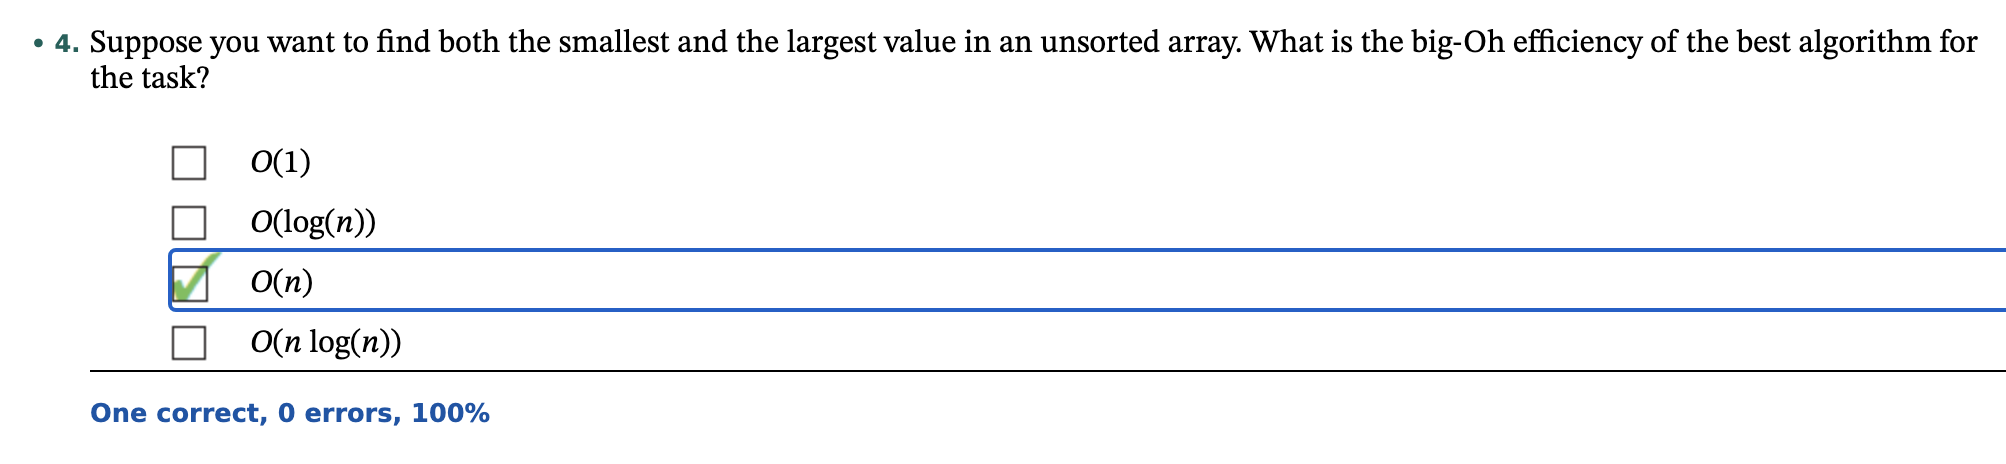 • 4. Suppose you want to find both the smallest and the largest value in an unsorted array. What is the big-Oh efficiency of the best algorithm for
the task?
O(1)
O(log(n))
O(n)
O(n log(n))
One correct, 0 errors, 100%